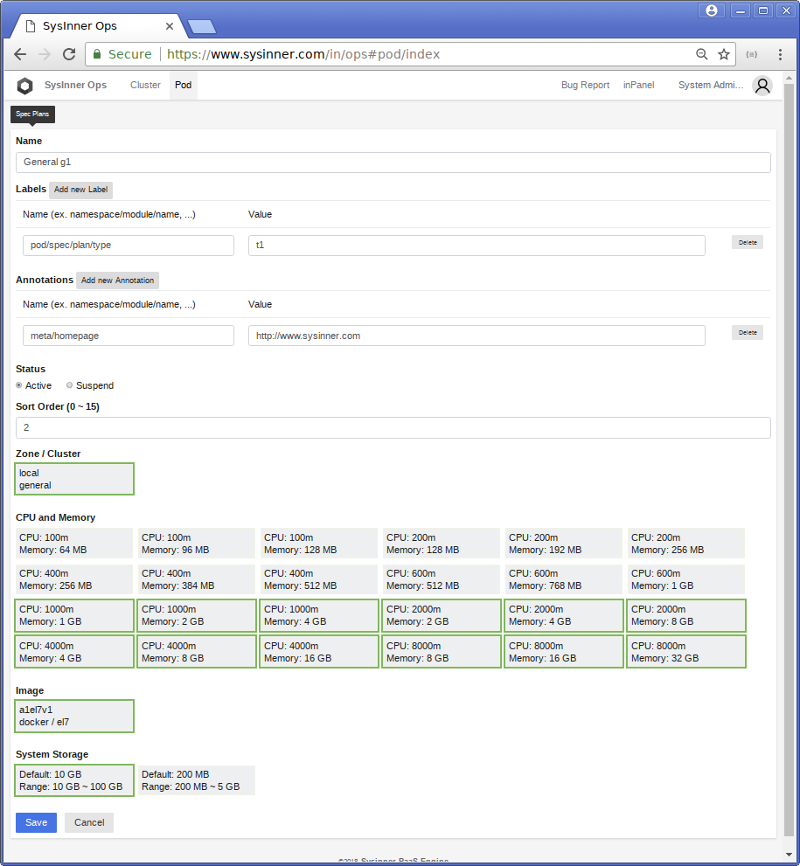 SysInner Ops
Secure https://www.sysinner.com/in/ops#pod/index
SysInner Ops Cluster Pod Bug Report inPanel System Admi...
Spec Plans
Name
General g1
Labels Add new Label
Name (ex. namespace/module/name, ...) Value
pod/spec/plan/type t1 Delete
Annotations Add new Annotation
Name (ex. namespace/module/name, ...) Value
meta/homepage http://www.sysinner.com Delete
Status
Active Suspend
Sort Order (0 ~ 15)
2
Zone / Cluster
local
general
CPU and Memory
CPU: 100m CPU: 100m CPU: 100m CPU: 200m CPU: 200m CPU: 200m
Memory: 64 MB Memory: 96 MB Memory: 128 MB Memory: 128 MB Memory: 192 MB Memory: 256 MB
CPU: 400m CPU: 400m CPU: 400m CPU: 600m CPU: 600m CPU: 600m
Memory: 256 MB Memory: 384 MB Memory: 512 MB Memory: 512 MB Memory: 768 MB Memory: 1 GB
CPU: 1000m CPU: 1000m CPU: 1000m CPU: 2000m CPU: 2000m CPU: 2000m
Memory: 1 GB Memory: 2 GB Memory: 4 GB Memory: 2 GB Memory: 4 GB Memory: 8 GB
CPU: 4000m CPU: 4000m CPU: 4000m CPU: 8000m CPU: 8000m CPU: 8000m
Memory: 4 GB Memory: 8 GB Memory: 16 GB Memory: 8 GB Memory: 16 GB Memory: 32 GB
Image
a1el7v1
docker / el7
System Storage
Default: 10 GB Default: 200 MB
Range: 10 GB ~ 100 GB Range: 200 MB ~ 5 GB
Save Cancel
©2018 Sysinner PaaS Engine